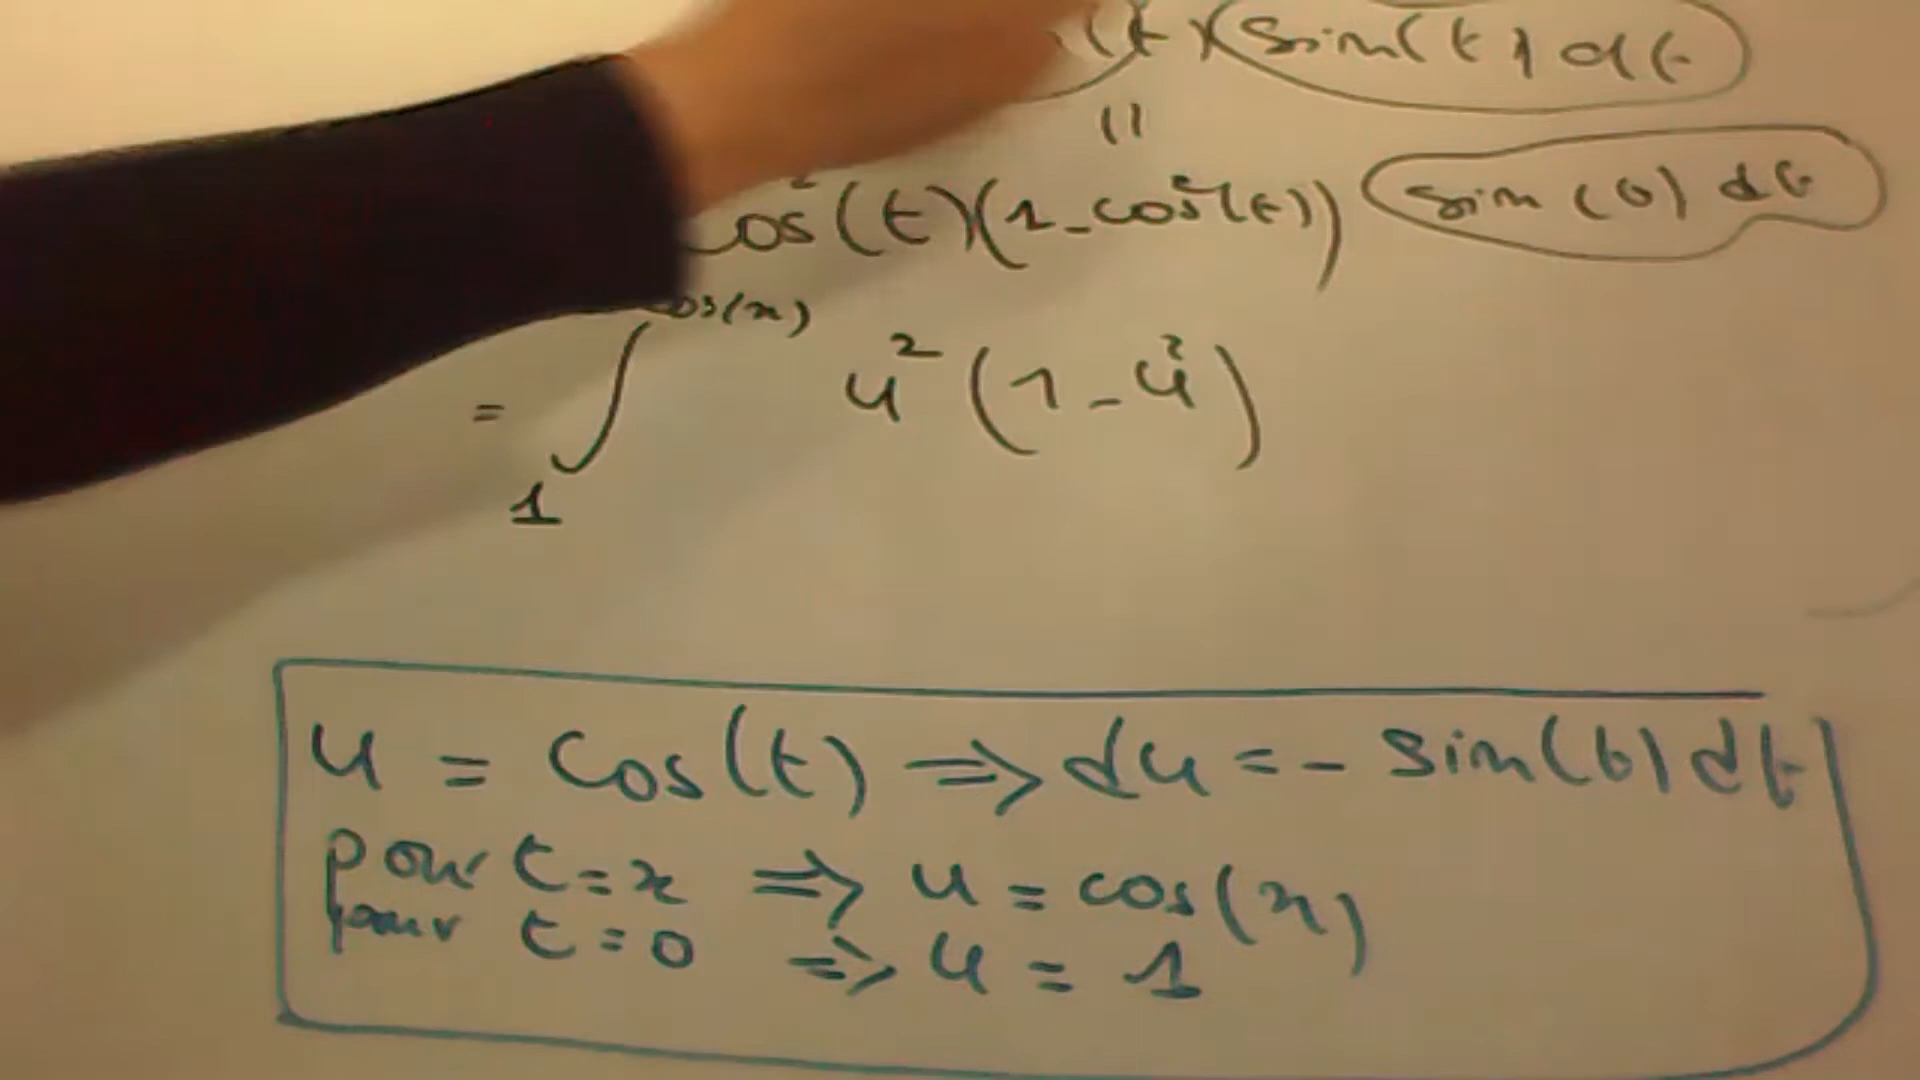 (t) (sin(t) dt
||
cos²(t)(1-cos²(t)) sin(t) dt
= ∫ cos(x) 1 u²(1-u²)
u = cos(t) ⇒ du = - sin(t) dt
pour t=x ⇒ u = cos(x)
pour t=0 ⇒ u = 1